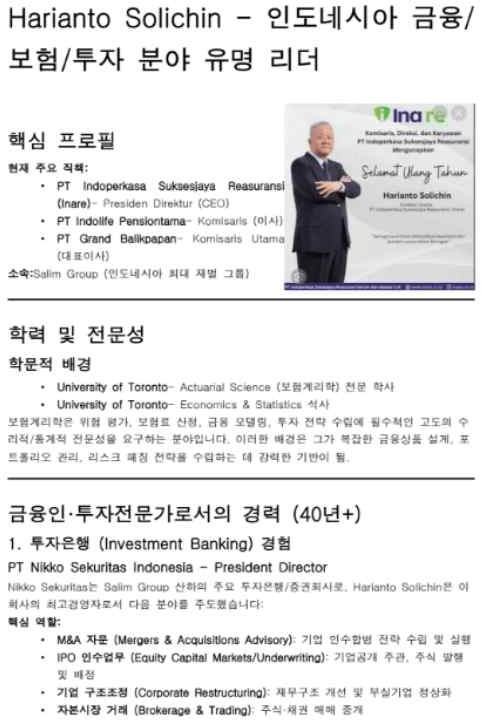 Harianto Solichin – 인도네시아 금융/
보험/투자 분야 유명 리더
Ina re
Komisaris, Direksi, dan Karyawan
PT Indoperkasa Suksesjaya Reasuransi
Mengucapkan
Selamat Ulang Tahun
Harianto Solichin
핵심 프로필
현재 주요 직책:
• PT Indoperkasa Suksesjaya Reasuransi
(Inare)– Presiden Direktur (CEO)
• PT Indolife Pensiontama– Komisaris (이사)
• PT Grand Balikpapan– Komisaris Utama
(대표이사)
소속:Salim Group (인도네시아 최대 재벌 그룹)
학력 및 전문성
학문적 배경
• University of Toronto– Actuarial Science (보험계리학) 전문 학사
• University of Toronto– Economics & Statistics 석사
보험계리학은 위험 평가, 보험료 산정, 금융 모델링, 투자 전략 수립에 필수적인 고도의 수
리적/통계적 전문성을 요구하는 분야입니다. 이러한 배경은 그가 복잡한 금융상품 설계, 포
트폴리오 관리, 리스크 헤징 전략을 수립하는 데 강력한 기반이 됨.
금융인·투자전문가로서의 경력 (40년+)
1. 투자은행 (Investment Banking) 경험
PT Nikko Sekuritas Indonesia – President Director
Nikko Sekuritas는 Salim Group 산하의 주요 투자은행/증권회사로, Harianto Solichin은 이
회사의 최고경영자로서 다음 분야를 주도했습니다:
핵심 역할:
• M&A 자문 (Mergers & Acquisitions Advisory): 기업 인수합병 전략 수립 및 실행
• IPO 인수업무 (Equity Capital Markets/Underwriting): 기업공개 주관, 주식 발행
및 배정
• 기업 구조조정 (Corporate Restructuring): 재무구조 개선 및 부실기업 정상화
• 자본시장 거래 (Brokerage & Trading): 주식·채권 매매 중개